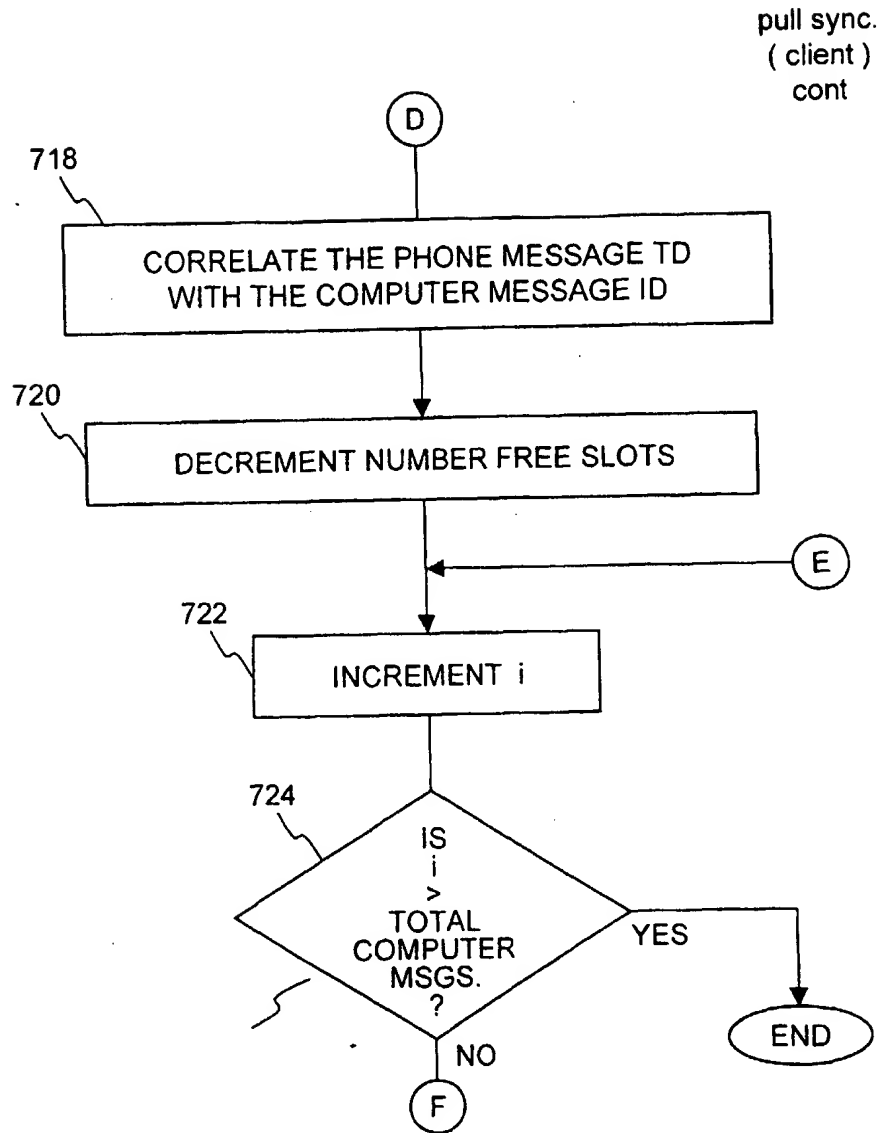 pull sync.
( client )
cont
D
718
CORRELATE THE PHONE MESSAGE TD
WITH THE COMPUTER MESSAGE ID
720
DECREMENT NUMBER FREE SLOTS
E
722
INCREMENT i
724
IS
i
>
TOTAL
COMPUTER
MSGS.
?
YES
END
NO
F